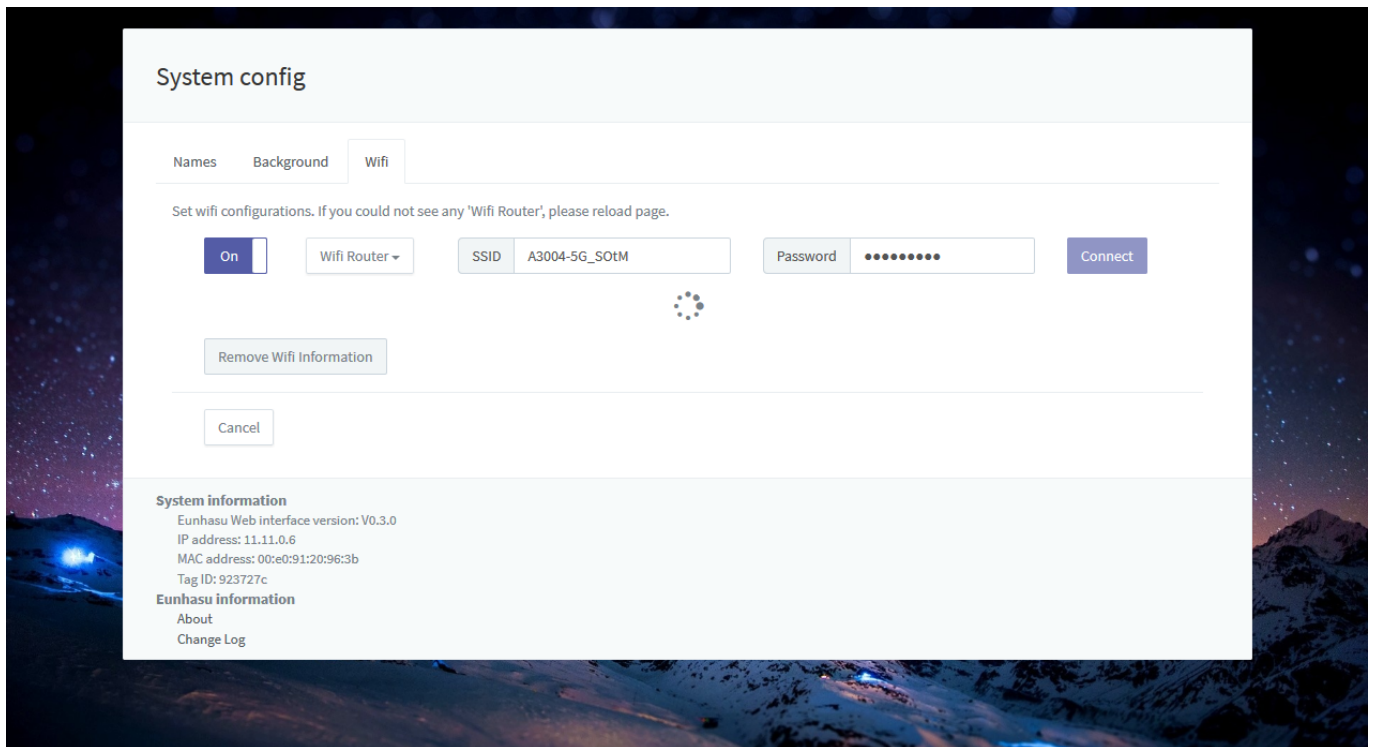 System config
Names Background Wifi
Set wifi configurations. If you could not see any 'Wifi Router', please reload page.
On Wifi Router SSID A3004-5G_SOtM Password ●●●●●●●●● Connect
Remove Wifi Information
Cancel
System information
Eunhasu Web interface version: V0.3.0
IP address: 11.11.0.6
MAC address: 00:e0:91:20:96:3b
Tag ID: 923727c
Eunhasu information
About
Change Log